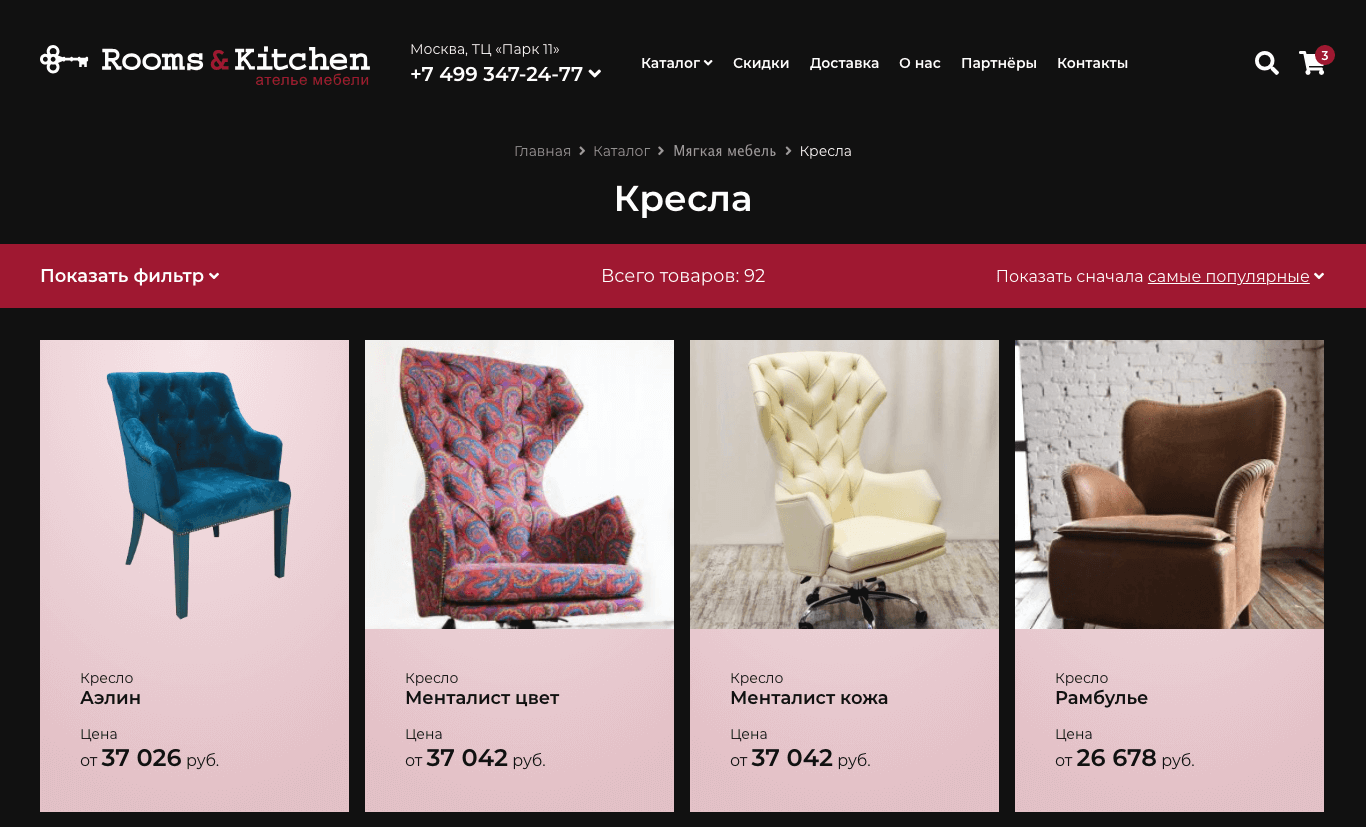 Rooms & Kitchen
ателье мебели
Москва, ТЦ «Парк 11»
+7 499 347-24-77
Каталог Скидки Доставка О нас Партнёры Контакты
3
Главная Каталог Мягкая мебель Кресла
Кресла
Показать фильтр
Всего товаров: 92
Показать сначала самые популярные
Кресло
Аэлин
Цена
от 37 026 руб.
Кресло
Менталист цвет
Цена
от 37 042 руб.
Кресло
Менталист кожа
Цена
от 37 042 руб.
Кресло
Рамбулье
Цена
от 26 678 руб.